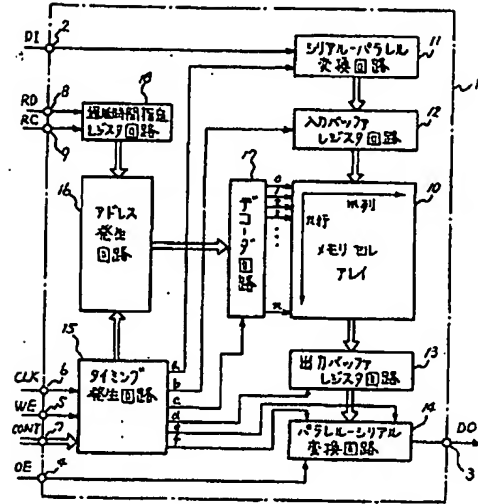 DI
2
シリアル-パラレル
変換回路
11
1
RD
8
RC
9
18
遅延時間指定
レジスタ回路
入力バッファ
レジスタ回路
12
16
アドレス
発生
回路
17
デコーダ回路
0
1
2
n
m列
n行
メモリセル
アレイ
10
15
タイミング
発生回路
a
b
c
d
e
f
CLK
6
WE
5
CONT
7
OE
4
出力バッファ
レジスタ回路
13
パラレル-シリアル
変換回路
14
DO
3